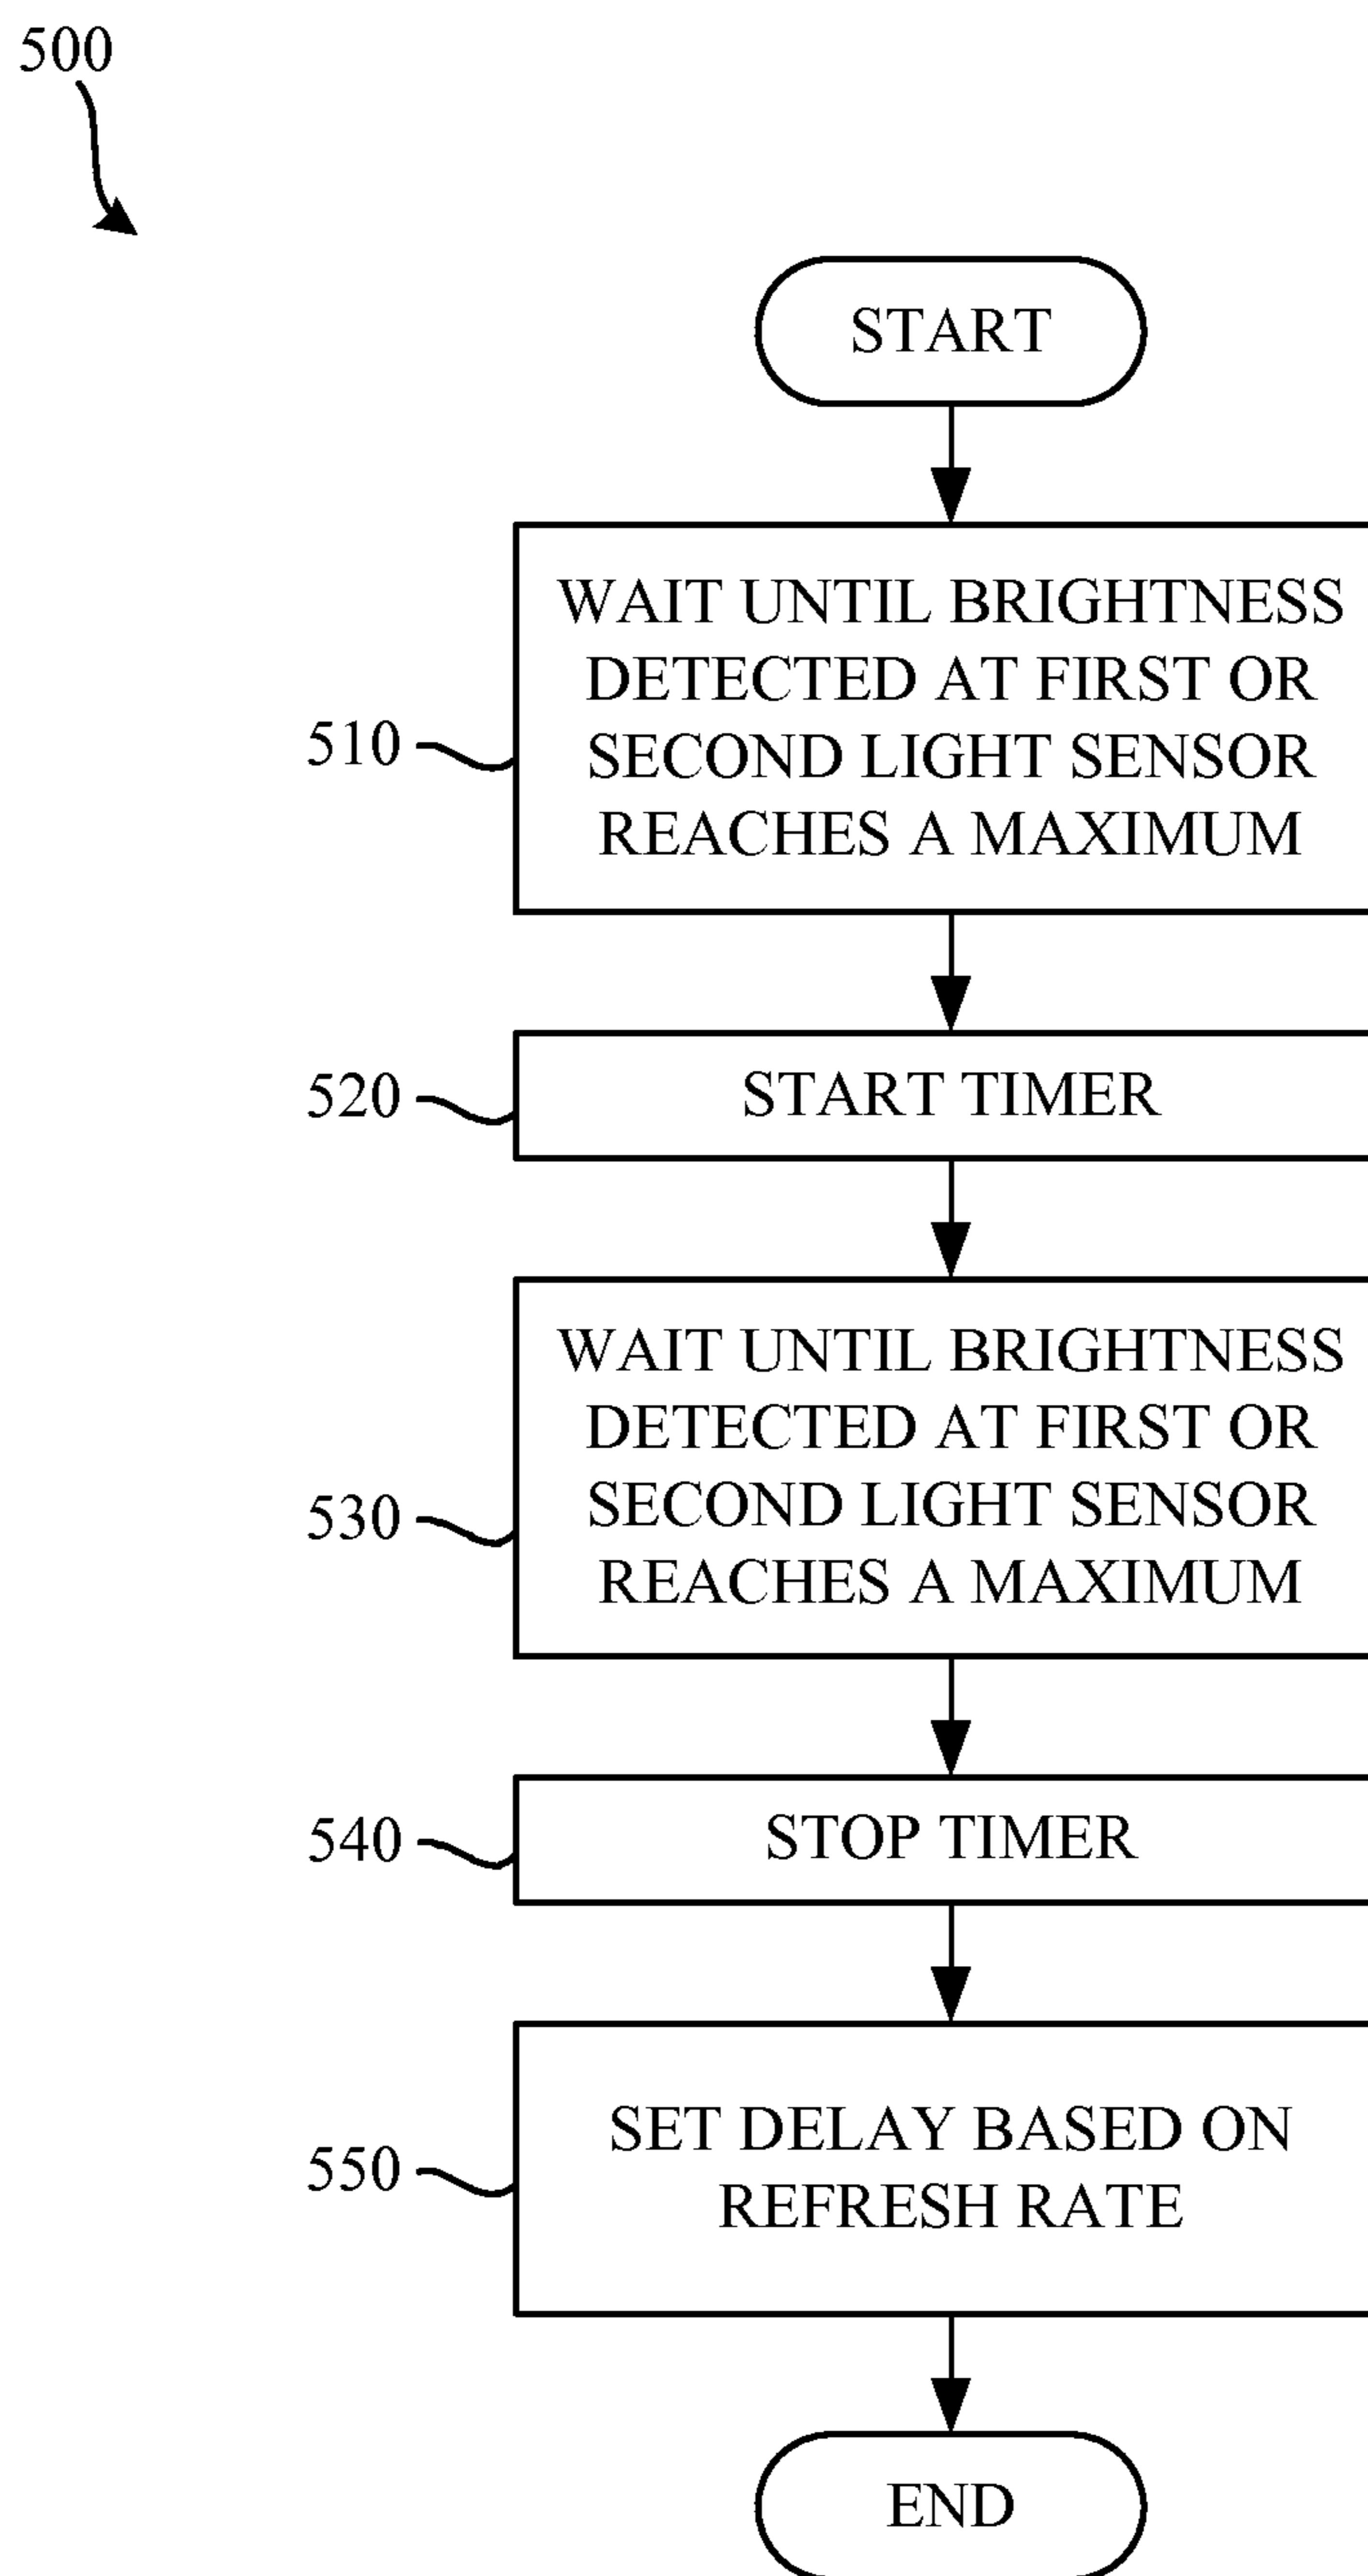 500
START
WAIT UNTIL BRIGHTNESS
DETECTED AT FIRST OR
SECOND LIGHT SENSOR
REACHES A MAXIMUM
510
START TIMER
520
WAIT UNTIL BRIGHTNESS
DETECTED AT FIRST OR
SECOND LIGHT SENSOR
REACHES A MAXIMUM
530
STOP TIMER
540
SET DELAY BASED ON
REFRESH RATE
550
END